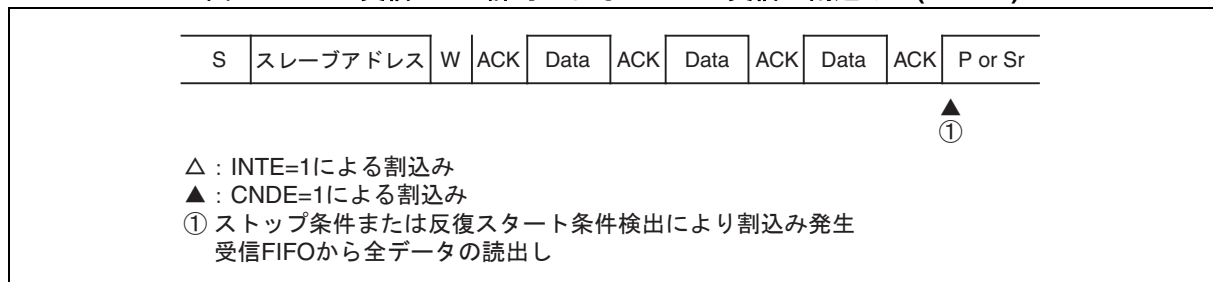 S スレーブアドレス W ACK Data ACK Data ACK Data ACK P or Sr
▲
①
△：INTE=1による割込み
▲：CNDE=1による割込み
① ストップ条件または反復スタート条件検出により割込み発生
受信FIFOから全データの読出し